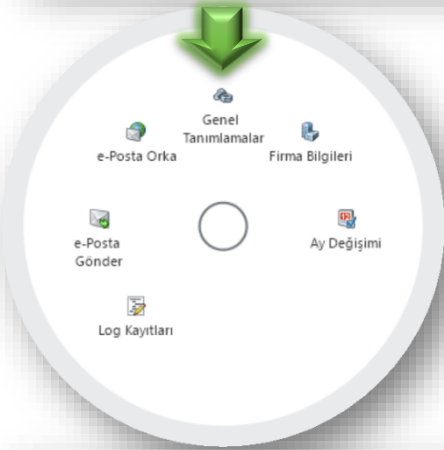 Genel
Tanımlamalar
e-Posta Orka
Firma Bilgileri
e-Posta
Gönder
Ay Değişimi
Log Kayıtları